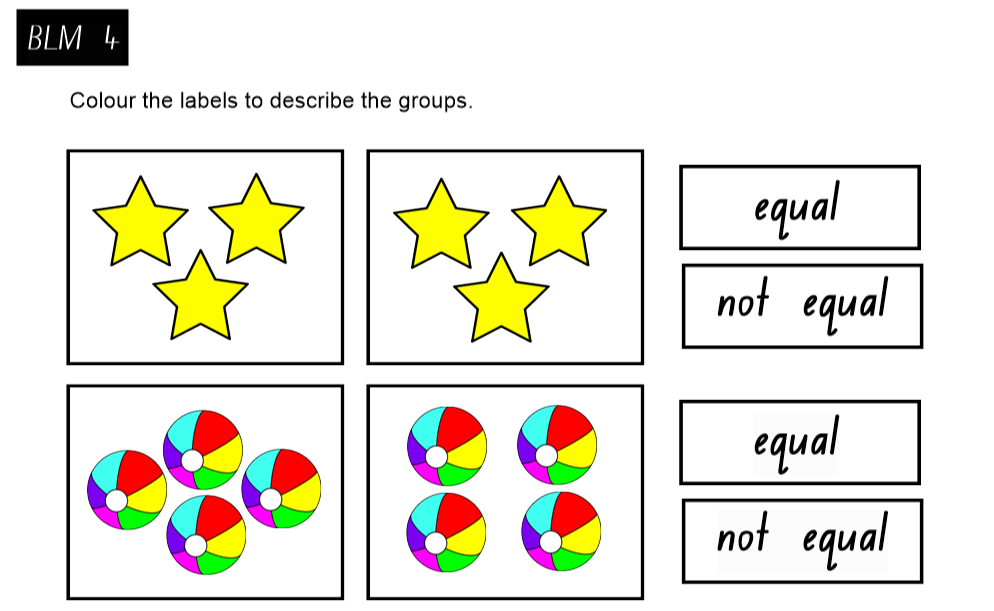 BLM 4
Colour the labels to describe the groups.
equal
not equal
equal
not equal